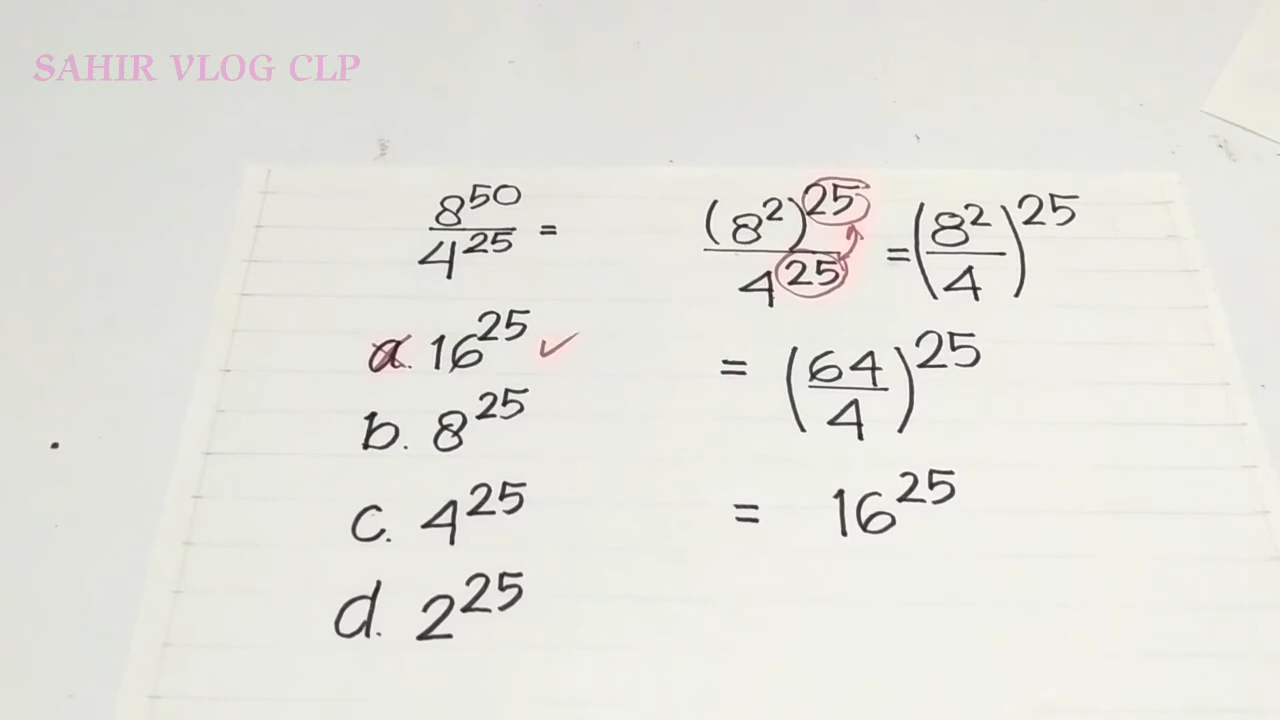 SAHIR VLOG CLP
8^50 / 4^25 =
a. 16^25 ✓
b. 8^25
c. 4^25
d. 2^25
(8^2)^25 / 4^25 = (8^2 / 4)^25
= (64 / 4)^25
= 16^25